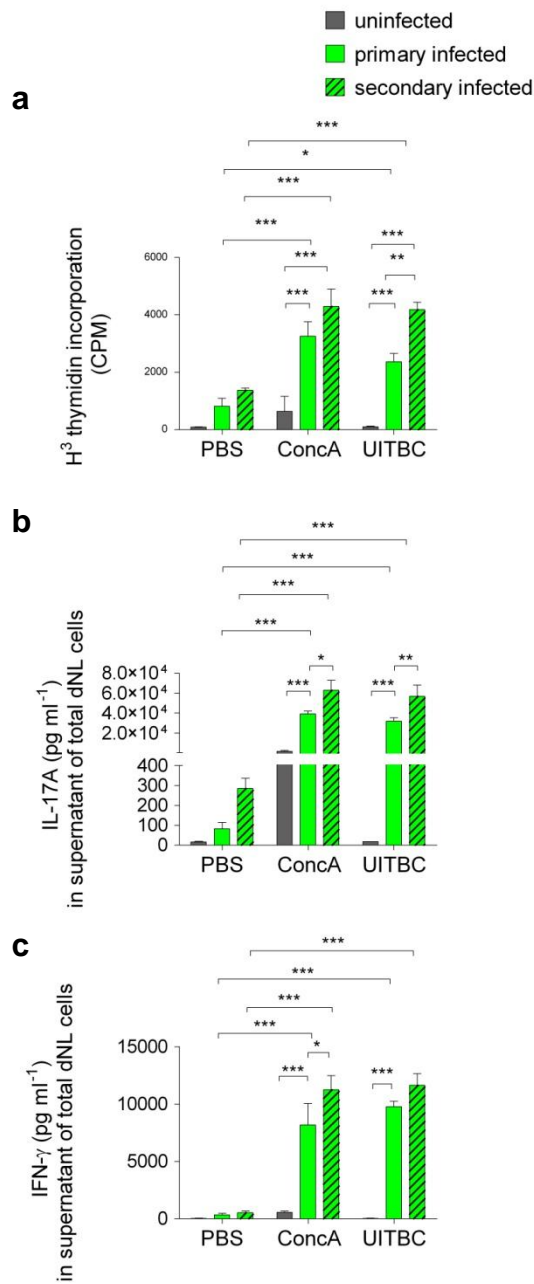 uninfected
primary infected
secondary infected
a
***
*
***
***
***
***
***
**
***
***
H³ thymidin incorporation
(CPM)
6000
4000
2000
0
PBS ConcA UITBC
b
***
***
***
***
*
**
***
***
IL-17A (pg ml⁻¹)
in supernatant of total dNL cells
8.0×10⁴
6.0×10⁴
4.0×10⁴
2.0×10⁴
400
300
200
100
0
PBS ConcA UITBC
c
***
***
***
***
*
***
***
IFN-γ (pg ml⁻¹)
in supernatant of total dNL cells
15000
10000
5000
0
PBS ConcA UITBC